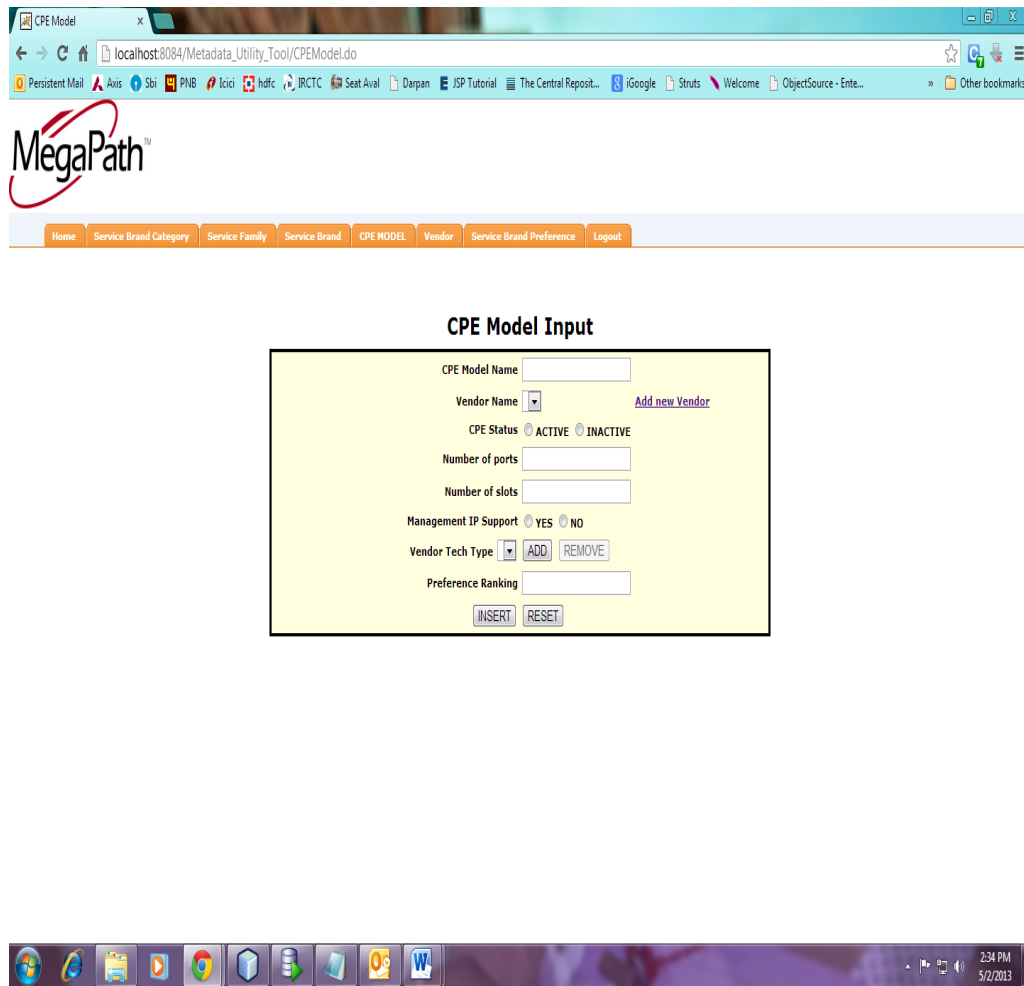 CPE Model
localhost:8084/Metadata_Utility_Tool/CPEModel.do
Persistent Mail Axis Sbi PNB Icici hdfc IRCTC Seat Aval Darpan JSP Tutorial The Central Reposit... iGoogle Struts Welcome ObjectSource - Ente... » Other bookmarks
MegaPath™
Home Service Brand Category Service Family Service Brand CPE MODEL Vendor Service Brand Preference Logout
CPE Model Input
CPE Model Name
Vendor Name Add new Vendor
CPE Status ACTIVE INACTIVE
Number of ports
Number of slots
Management IP Support YES NO
Vendor Tech Type ADD REMOVE
Preference Ranking
INSERT RESET
2:34 PM
5/2/2013